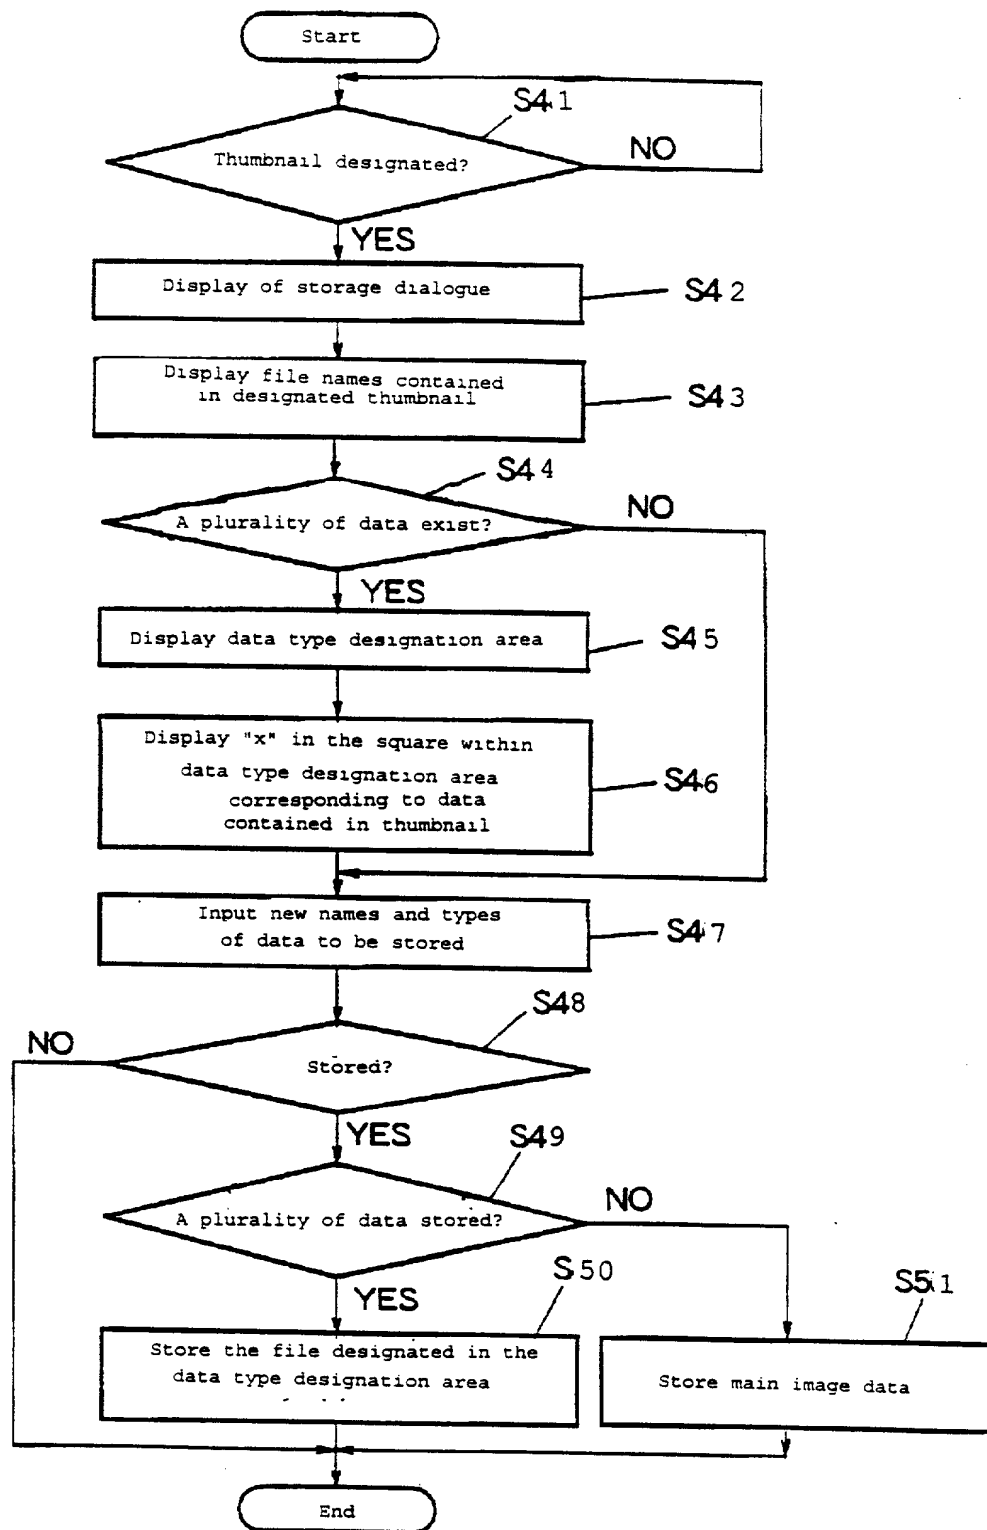 Start
S41
Thumbnail designated?
NO
YES
Display of storage dialogue
S42
Display file names contained
in designated thumbnail
S43
S44
A plurality of data exist?
NO
YES
Display data type designation area
S45
Display "x" in the square within
data type designation area
corresponding to data
contained in thumbnail
S46
Input new names and types
of data to be stored
S47
S48
NO
Stored?
YES
S49
A plurality of data stored?
NO
YES
S50
S51
Store the file designated in the
data type designation area
Store main image data
End